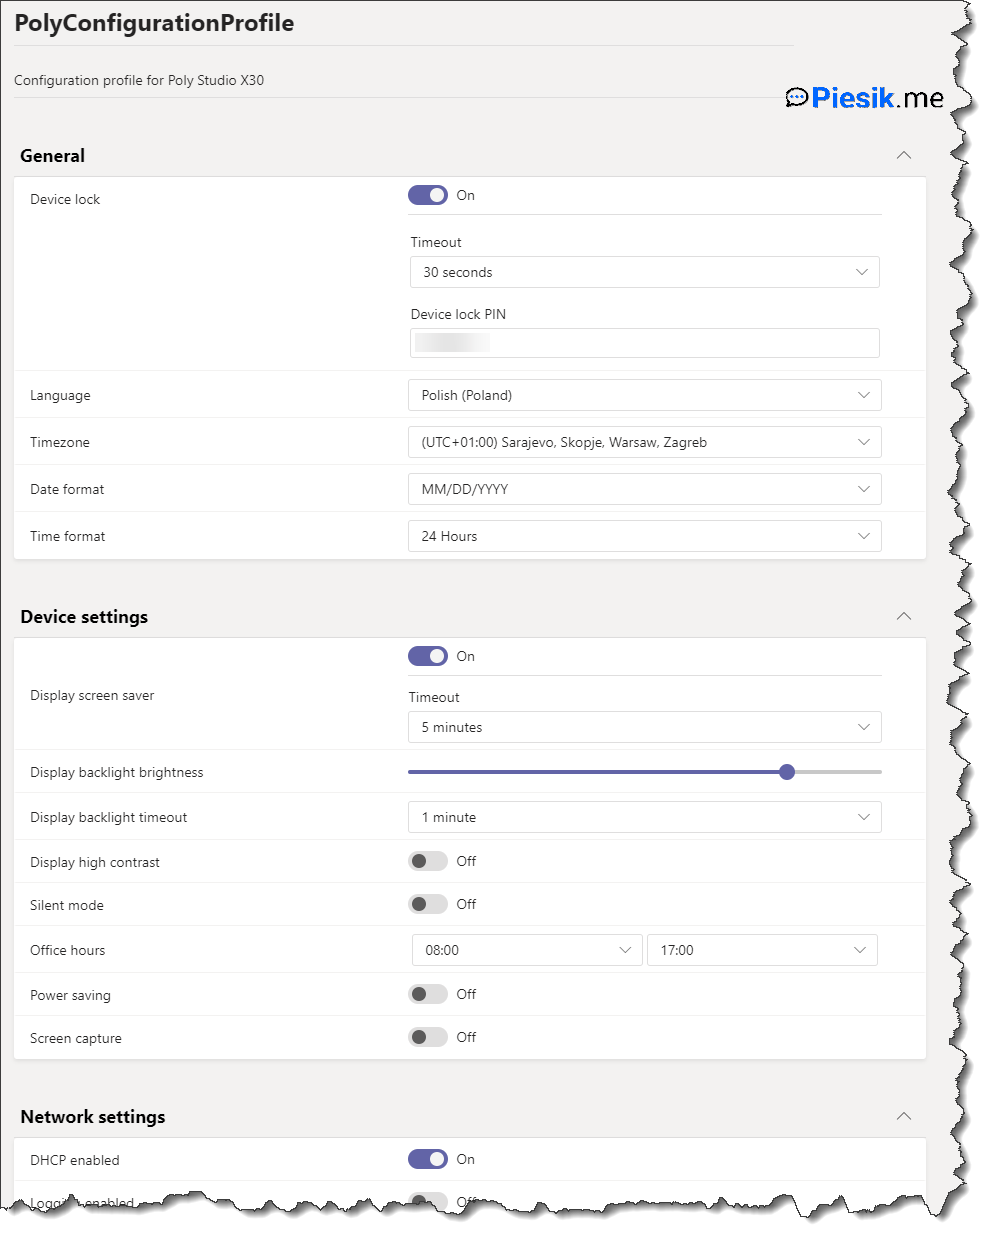 PolyConfigurationProfile
Configuration profile for Poly Studio X30
Piesik.me
General
Device lock
On
Timeout
30 seconds
Device lock PIN
Language
Polish (Poland)
Timezone
(UTC+01:00) Sarajevo, Skopje, Warsaw, Zagreb
Date format
MM/DD/YYYY
Time format
24 Hours
Device settings
On
Display screen saver
Timeout
5 minutes
Display backlight brightness
Display backlight timeout
1 minute
Display high contrast
Off
Silent mode
Off
Office hours
08:00
17:00
Power saving
Off
Screen capture
Off
Network settings
DHCP enabled
On
Logging enabled
Off